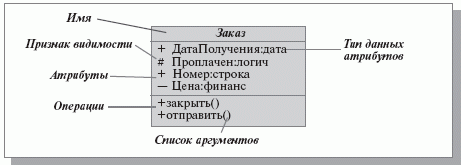 Имя
Заказ
Признак видимости
+ ДатаПолучения:дата
Тип данных
атрибутов
# Проплачен:логич
Атрибуты
+ Номер:строка
— Цена:финанс
Операции
+закрыть()
+отправить()
Список аргументов